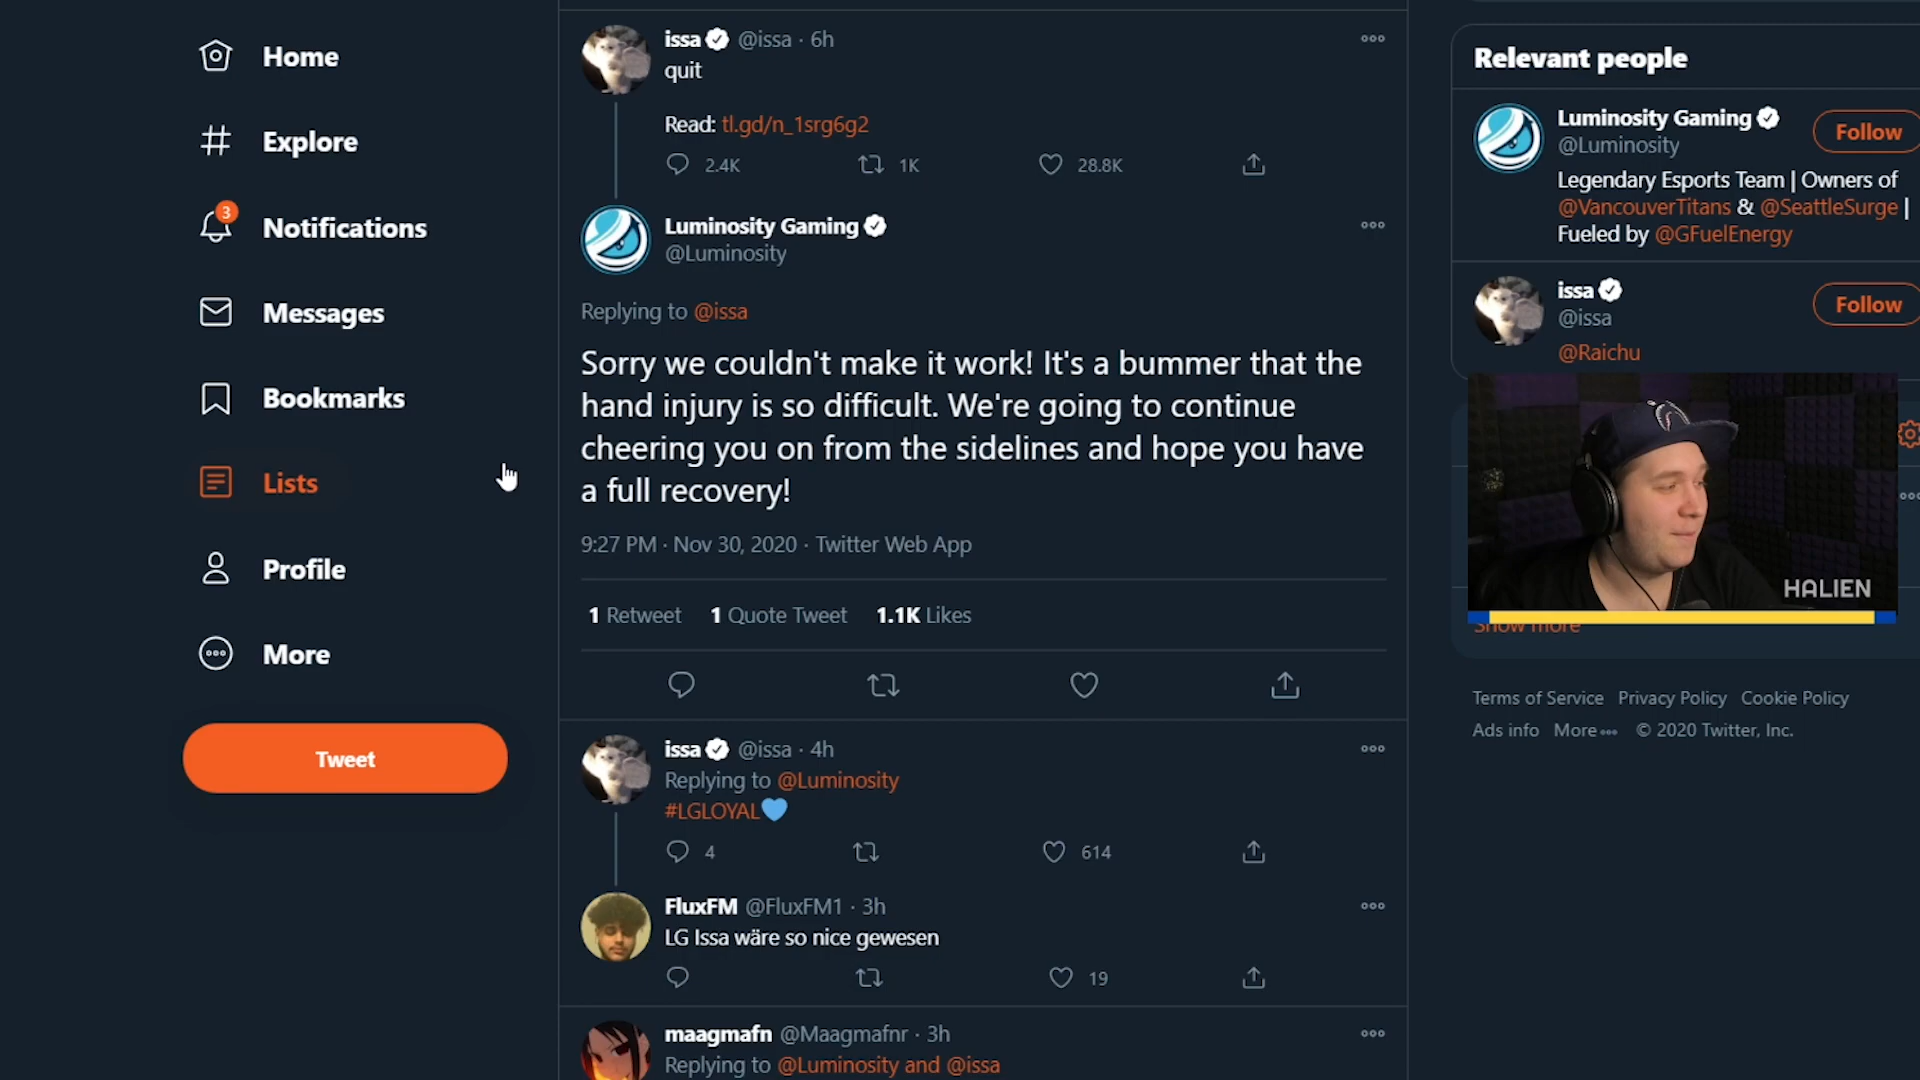 Home
Explore
3
Notifications
Messages
Bookmarks
Lists
Profile
More
Tweet
issa @issa · 6h
quit
Read: tl.gd/n_1srg6g2
2.4K 1K 28.8K
Luminosity Gaming
@Luminosity
Replying to @issa
Sorry we couldn't make it work! It's a bummer that the
hand injury is so difficult. We're going to continue
cheering you on from the sidelines and hope you have
a full recovery!
9:27 PM · Nov 30, 2020 · Twitter Web App
1 Retweet 1 Quote Tweet 1.1K Likes
issa @issa · 4h
Replying to @Luminosity
#LGLOYAL💙
4 614
FluxFM @FluxFM1 · 3h
LG Issa wäre so nice gewesen
19
maagmafn @Maagmafnr · 3h
Replying to @Luminosity and @issa
Relevant people
Luminosity Gaming
@Luminosity
Follow
Legendary Esports Team | Owners of
@VancouverTitans & @SeattleSurge |
Fueled by @GFuelEnergy
issa
@issa
Follow
@Raichu
HALIEN
Show more
Terms of Service Privacy Policy Cookie Policy
Ads info More © 2020 Twitter, Inc.